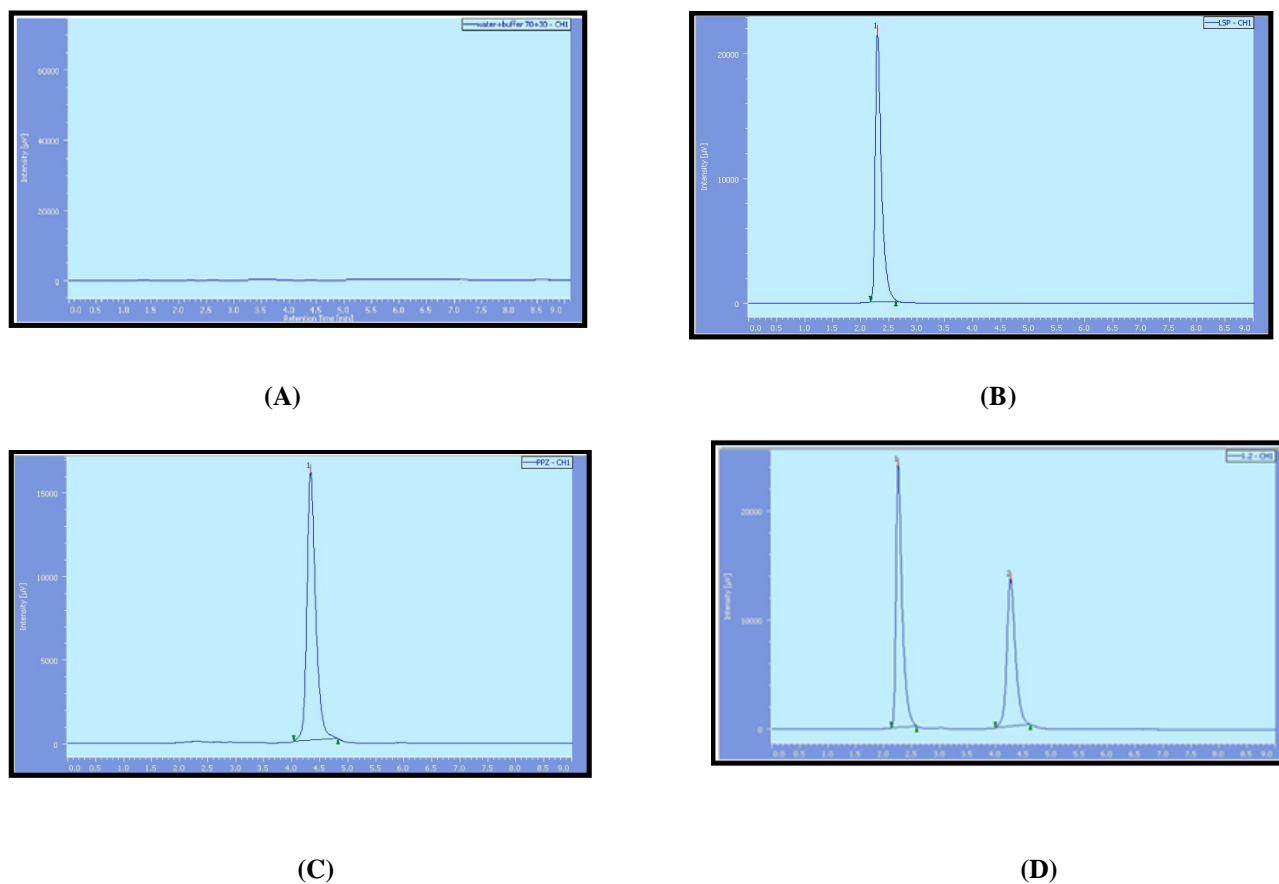 water+buffer 70+30 - CH1
Intensity [µV]
60000
40000
20000
0
0.0 0.5 1.0 1.5 2.0 2.5 3.0 3.5 4.0 4.5 5.0 5.5 6.0 6.5 7.0 7.5 8.0 8.5 9.0
Retention Time [min]
(A)
LSP - CH1
1
Intensity [µV]
20000
10000
0
0.0 0.5 1.0 1.5 2.0 2.5 3.0 3.5 4.0 4.5 5.0 5.5 6.0 6.5 7.0 7.5 8.0 8.5 9.0
(B)
PPZ - CH1
1
Intensity [µV]
15000
10000
5000
0
0.0 0.5 1.0 1.5 2.0 2.5 3.0 3.5 4.0 4.5 5.0 5.5 6.0 6.5 7.0 7.5 8.0 8.5 9.0
(C)
1.2 - CH1
1
2
Intensity [µV]
20000
10000
0
0.0 0.5 1.0 1.5 2.0 2.5 3.0 3.5 4.0 4.5 5.0 5.5 6.0 6.5 7.0 7.5 8.0 8.5 9.0
(D)